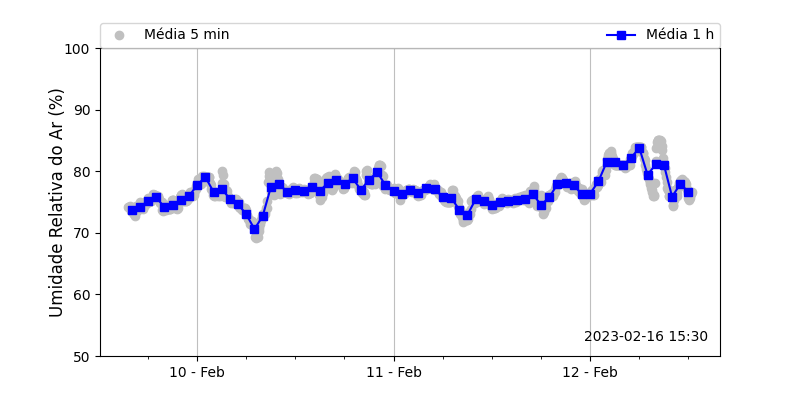 Média 5 min
Média 1 h
100
90
80
70
60
50
Umidade Relativa do Ar (%)
2023-02-16 15:30
10 - Feb
11 - Feb
12 - Feb